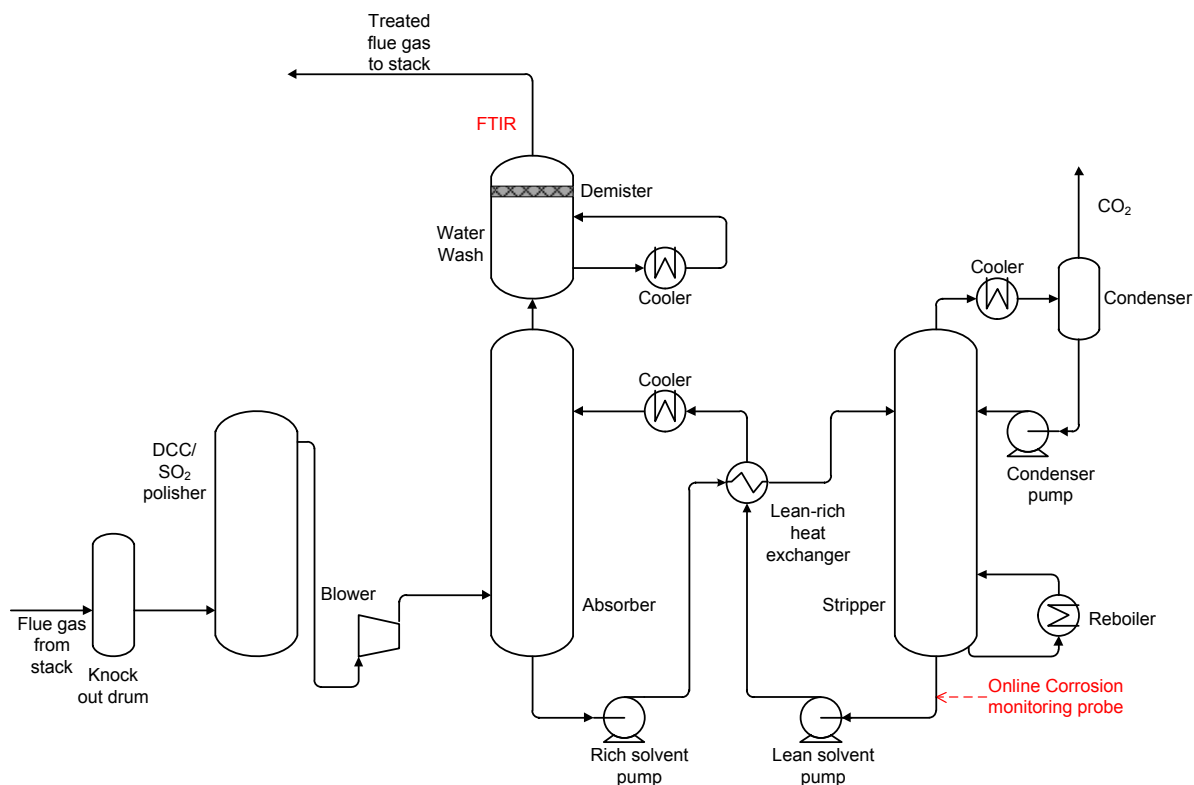 Treated
flue gas
to stack
FTIR
Demister
Water
Wash
Cooler
CO₂
Cooler
Condenser
Cooler
DCC/
SO₂
polisher
Condenser
pump
Lean-rich
heat
exchanger
Blower
Absorber
Stripper
Reboiler
Flue gas
from
stack
Knock
out drum
Online Corrosion
monitoring probe
Rich solvent
pump
Lean solvent
pump